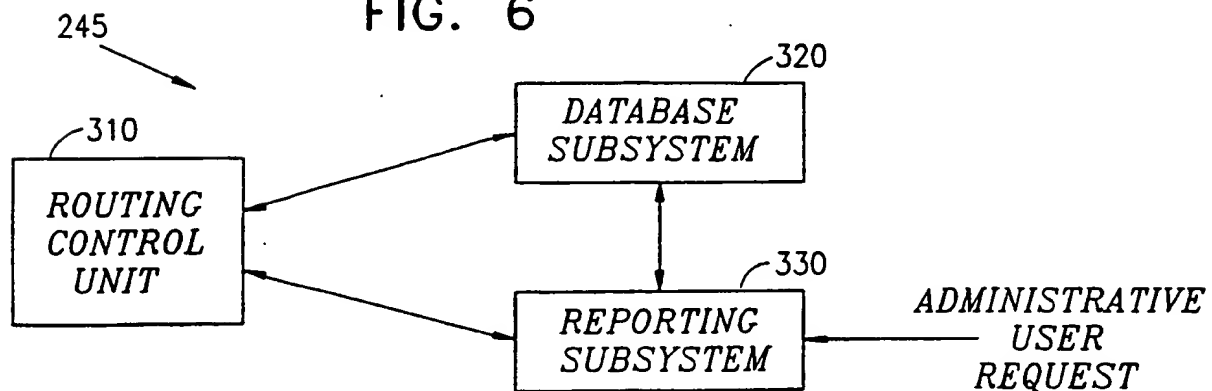 FIG. 6
245
320
DATABASE
SUBSYSTEM
310
ROUTING
CONTROL
UNIT
330
REPORTING
SUBSYSTEM
ADMINISTRATIVE
USER
REQUEST